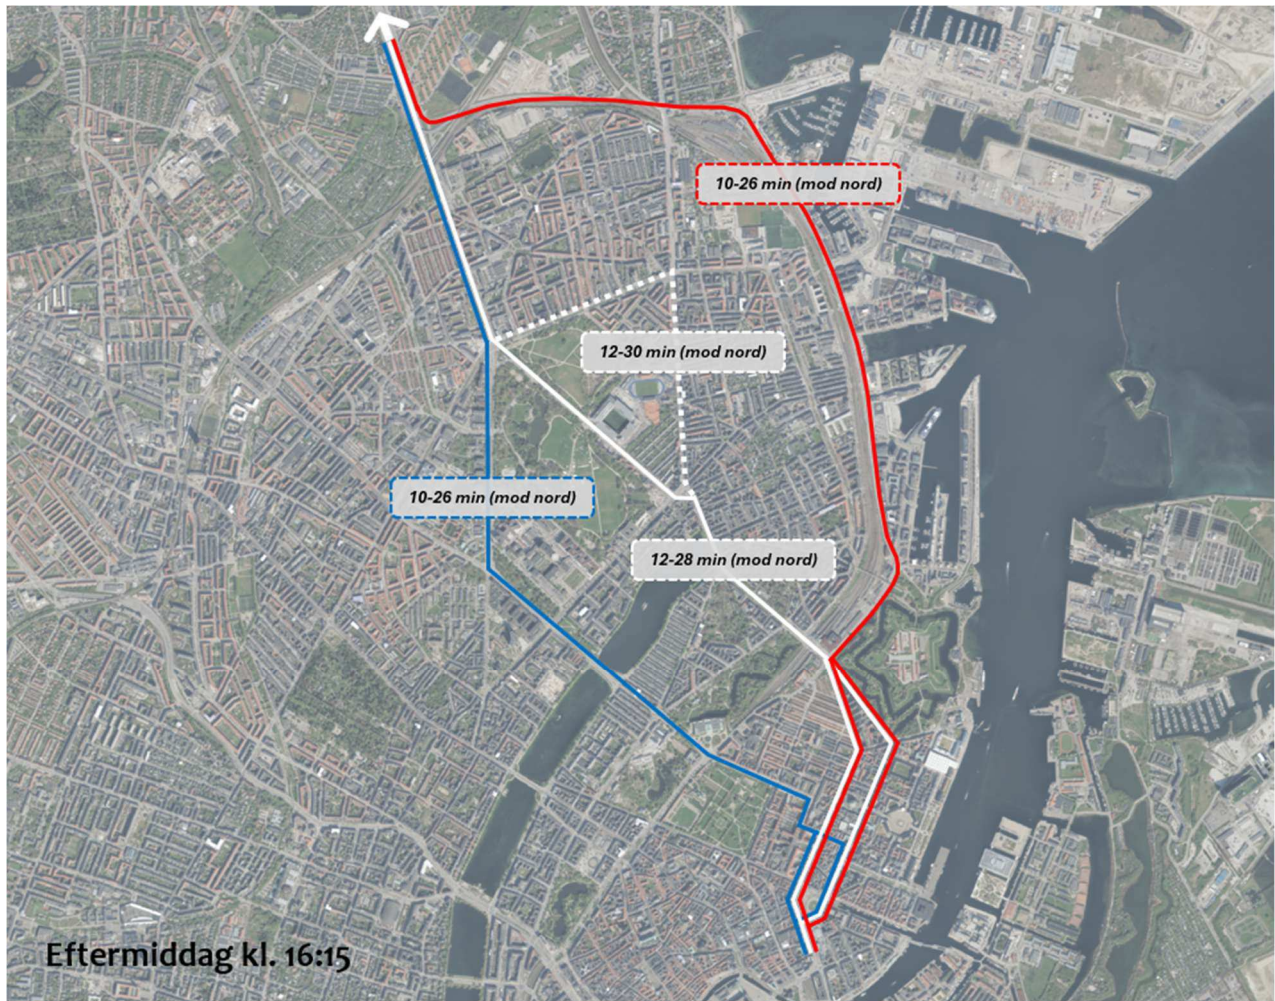 10-26 min (mod nord)
12-30 min (mod nord)
10-26 min (mod nord)
12-28 min (mod nord)
Eftermiddag kl. 16:15